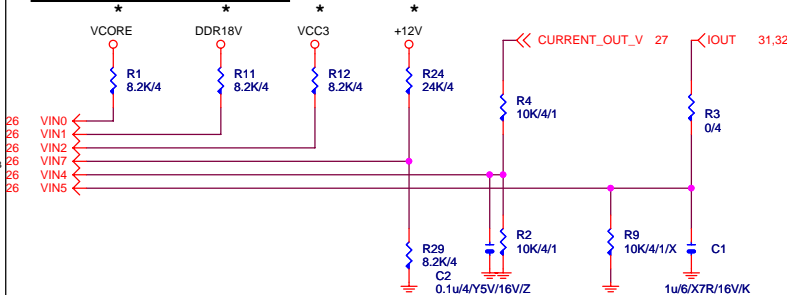 * * * *
VCORE DDR18V VCC3 +12V CURRENT_OUT_V 27 IOUT 31,32
R1 8.2K/4
R11 8.2K/4
R12 8.2K/4
R24 24K/4
R4 10K/4/1
R3 0/4
26 VIN0
26 VIN1
26 VIN2
26 VIN7
26 VIN4
26 VIN5
R29 8.2K/4
R2 10K/4/1
R9 10K/4/1/X
C1
C2
0.1u/4/Y5V/16V/Z
1u/6/X7R/16V/K